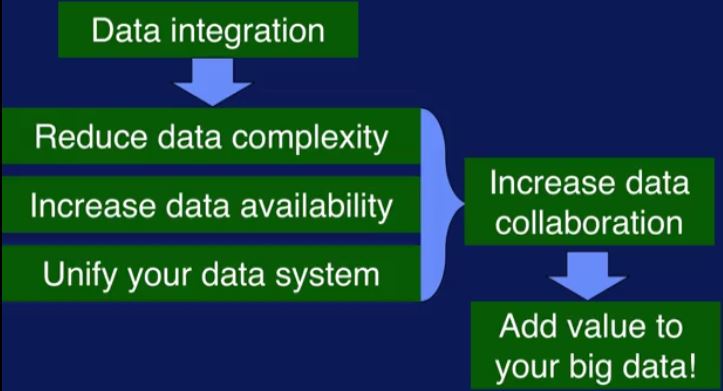 Data integration
Reduce data complexity
Increase data availability
Unify your data system
Increase data
collaboration
Add value to
your big data!